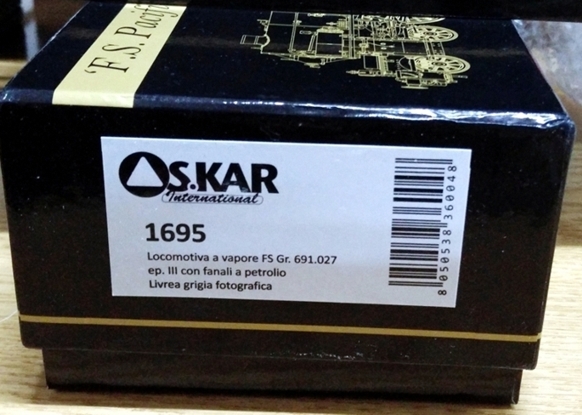 'F.S. Pacific
OS.KAR
International
1695
Locomotiva a vapore FS Gr. 691.027
ep. III con fanali a petrolio
Livrea grigia fotografica
8 050538 360048